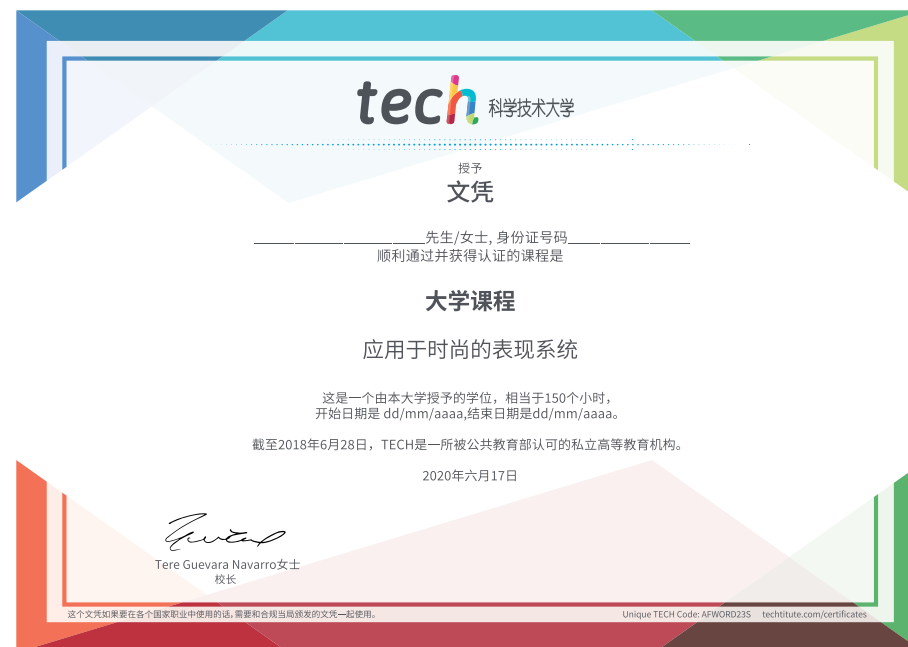 tech 科学技术大学
授予
文凭
先生/女士, 身份证号码
顺利通过并获得认证的课程是
大学课程
应用于时尚的表现系统
这是一个由本大学授予的学位，相当于150个小时，
开始日期是 dd/mm/aaaa,结束日期是dd/mm/aaaa。
截至2018年6月28日，TECH是一所被公共教育部认可的私立高等教育机构。
2020年六月17日
Tere Guevara Navarro女士
校长
这个文凭如果要在各个国家职业中使用的话,需要和合规当局颁发的文凭一起使用。
Unique TECH Code: AFWORD23S techtitute.com/certificates